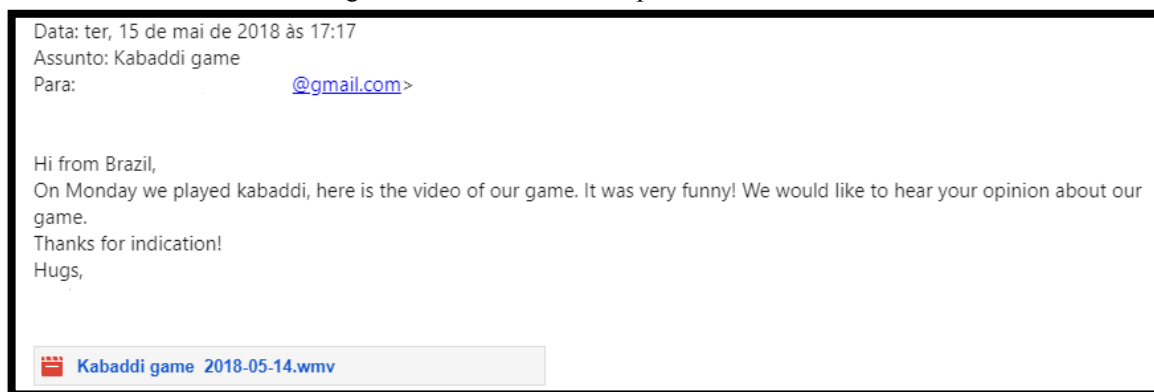 Data: ter, 15 de mai de 2018 às 17:17
Assunto: Kabaddi game
Para: @gmail.com>
Hi from Brazil,
On Monday we played kabaddi, here is the video of our game. It was very funny! We would like to hear your opinion about our
game.
Thanks for indication!
Hugs,
Kabaddi game 2018-05-14.wmv